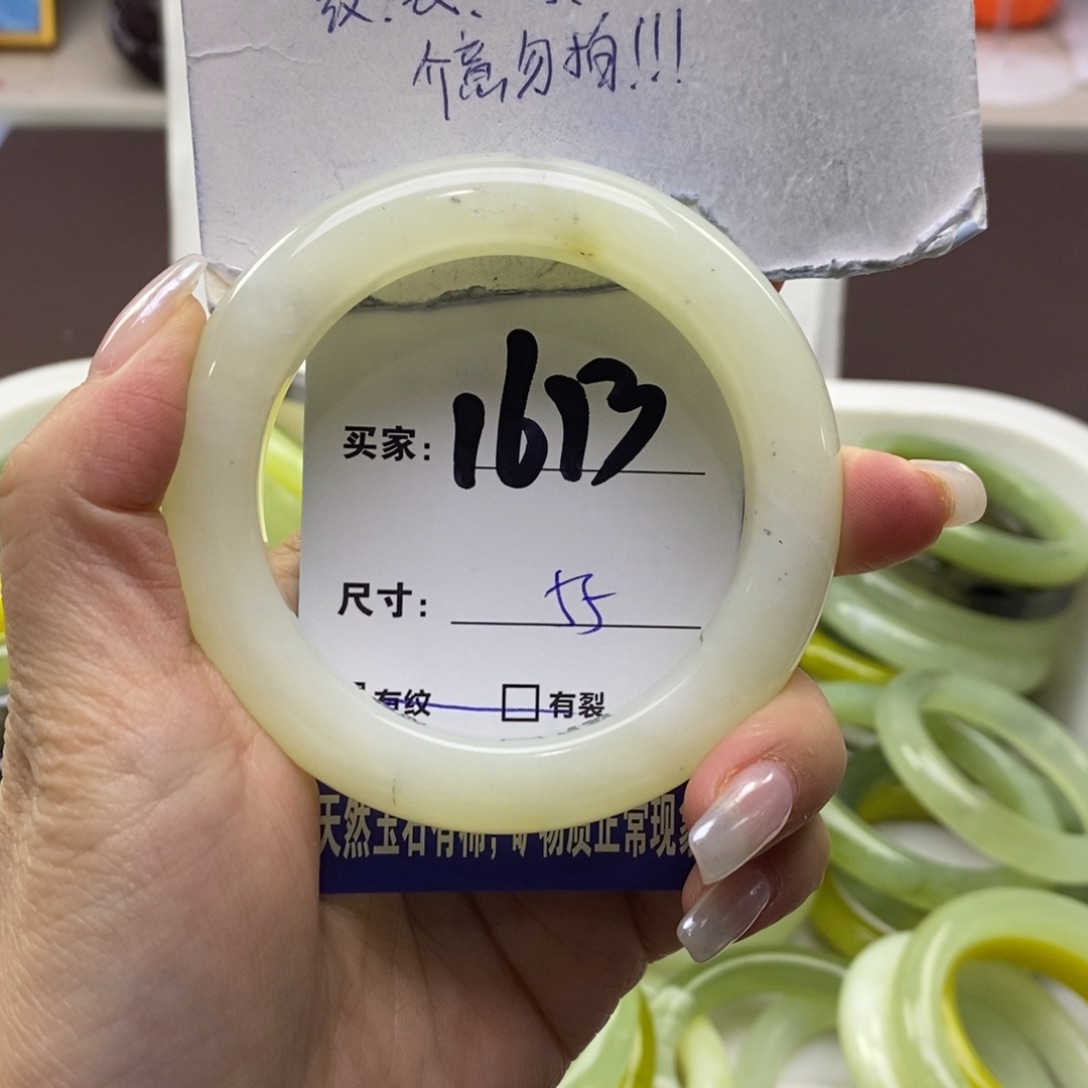 介意勿拍!!!
买家: 1613
尺寸: 55
有纹 □ 有裂
天然玉石有棉, 矿物质正常现象